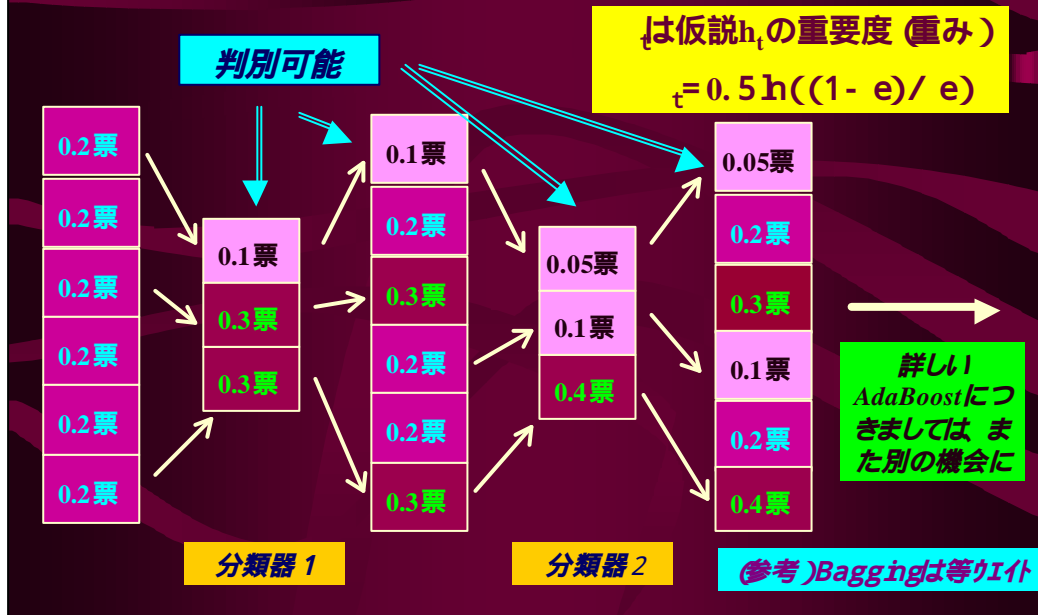 tは仮説htの重要度(重み)
t=0.5ln((1-e)/e)
判別可能
0.2票
0.2票
0.2票
0.2票
0.2票
0.2票
0.1票
0.3票
0.3票
0.1票
0.2票
0.3票
0.2票
0.2票
0.3票
0.05票
0.1票
0.4票
0.05票
0.2票
0.3票
0.1票
0.2票
0.4票
詳しい
AdaBoostにつ
きましては、ま
た別の機会に
分類器 1
分類器 2
(参考)Baggingは等ウエイト